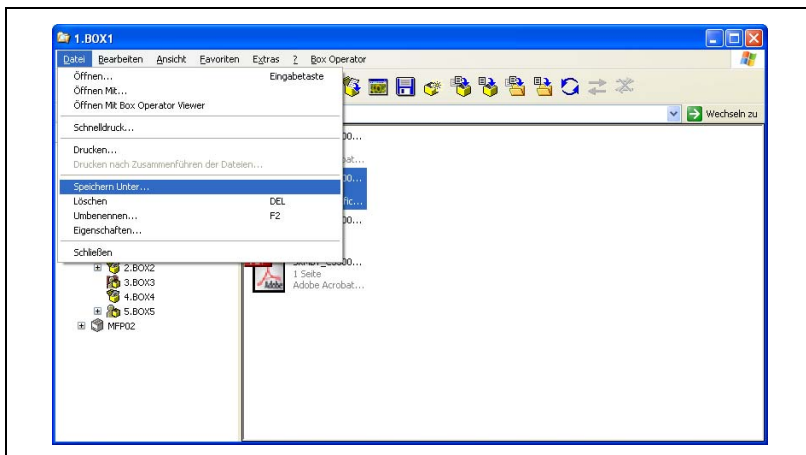 1.BOX1
Datei Bearbeiten Ansicht Favoriten Extras ? Box Operator
Öffnen... Eingabetaste
Öffnen Mit...
Öffnen Mit Box Operator Viewer
Schnelldruck...
Drucken...
Drucken nach Zusammenführen der Dateien...
Speichern Unter...
Löschen DEL
Umbenennen... F2
Eigenschaften...
Schließen
Wechseln zu
2.BOX2
3.BOX3
4.BOX4
5.BOX5
MFP02
1 Seite
Adobe Acrobat...
Adobe